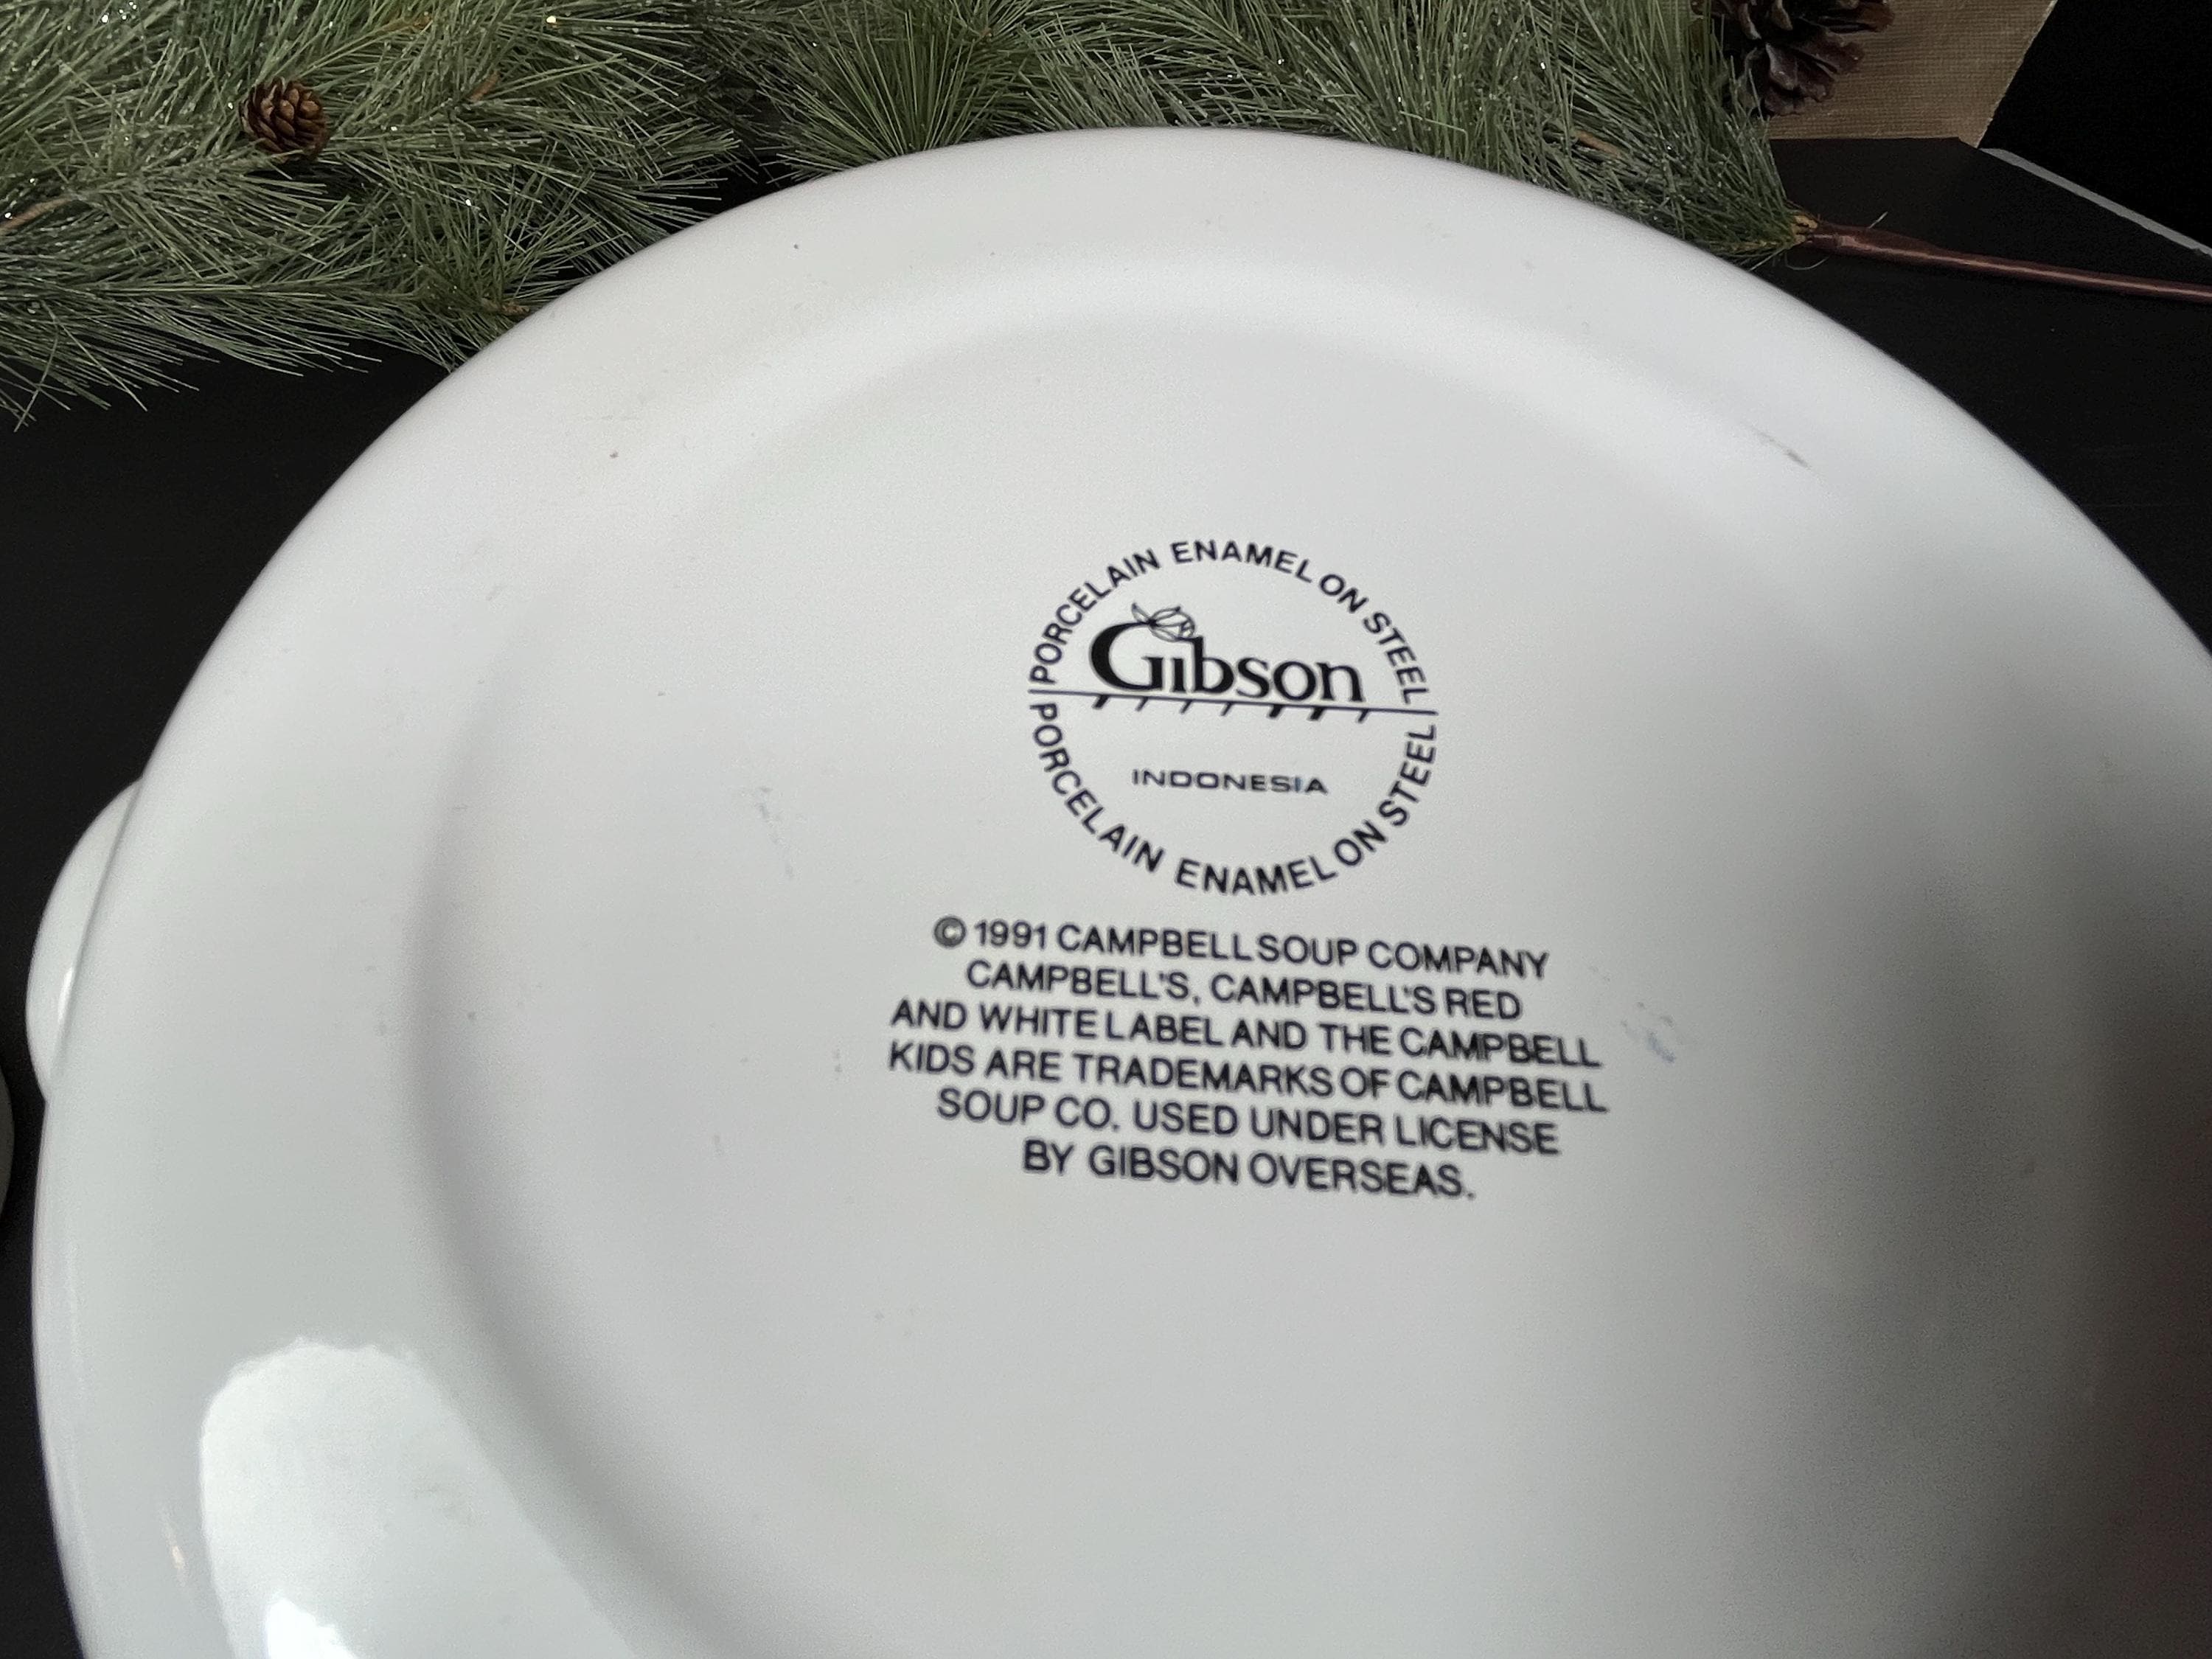 PORCELAIN ENAMEL ON STEEL
Gibson
INDONESIA
PORCELAIN ENAMEL ON STEEL
© 1991 CAMPBELL SOUP COMPANY
CAMPBELL'S, CAMPBELL'S RED
AND WHITE LABEL AND THE CAMPBELL
KIDS ARE TRADEMARKS OF CAMPBELL
SOUP CO. USED UNDER LICENSE
BY GIBSON OVERSEAS.